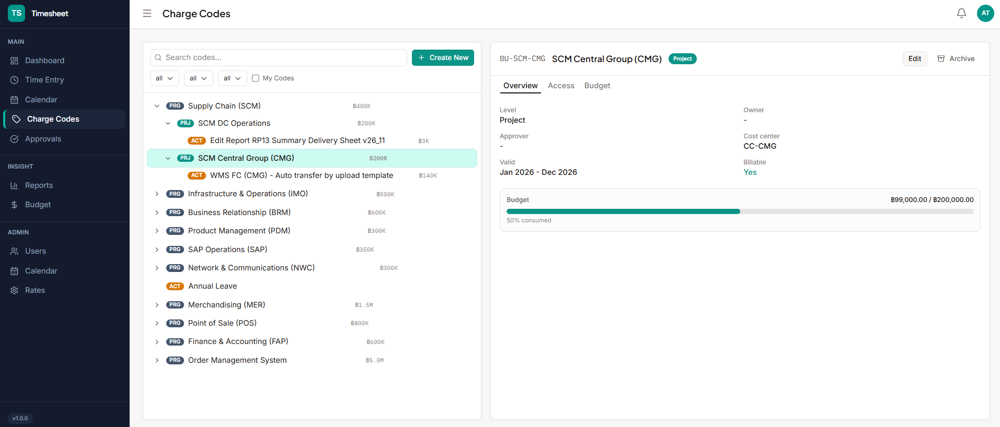 TS Timesheet
MAIN
Dashboard
Time Entry
Calendar
Charge Codes
Approvals
INSIGHT
Reports
Budget
ADMIN
Users
Calendar
Rates
v1.0.0
Charge Codes
AT
Search codes...
Create New
all all all My Codes
PRG Supply Chain (SCM) ฿400K
PRJ SCM DC Operations ฿200K
ACT Edit Report RP13 Summary Delivery Sheet v26_11 ฿3K
PRJ SCM Central Group (CMG) ฿200K
ACT WMS FC (CMG) - Auto transfer by upload template ฿140K
PRG Infrastructure & Operations (IMO) ฿500K
PRG Business Relationship (BRM) ฿600K
PRG Product Management (PDM) ฿300K
PRG SAP Operations (SAP) ฿350K
PRG Network & Communications (NWC) ฿300K
ACT Annual Leave
PRG Merchandising (MER) ฿1.5M
PRG Point of Sale (POS) ฿800K
PRG Finance & Accounting (FAP) ฿600K
PRG Order Management System ฿5.0M
BU-SCM-CMG SCM Central Group (CMG) Project Edit Archive
Overview Access Budget
Level
Project
Owner
-
Approver
-
Cost center
CC-CMG
Valid
Jan 2026 - Dec 2026
Billable
Yes
Budget ฿99,000.00 / ฿200,000.00
50% consumed